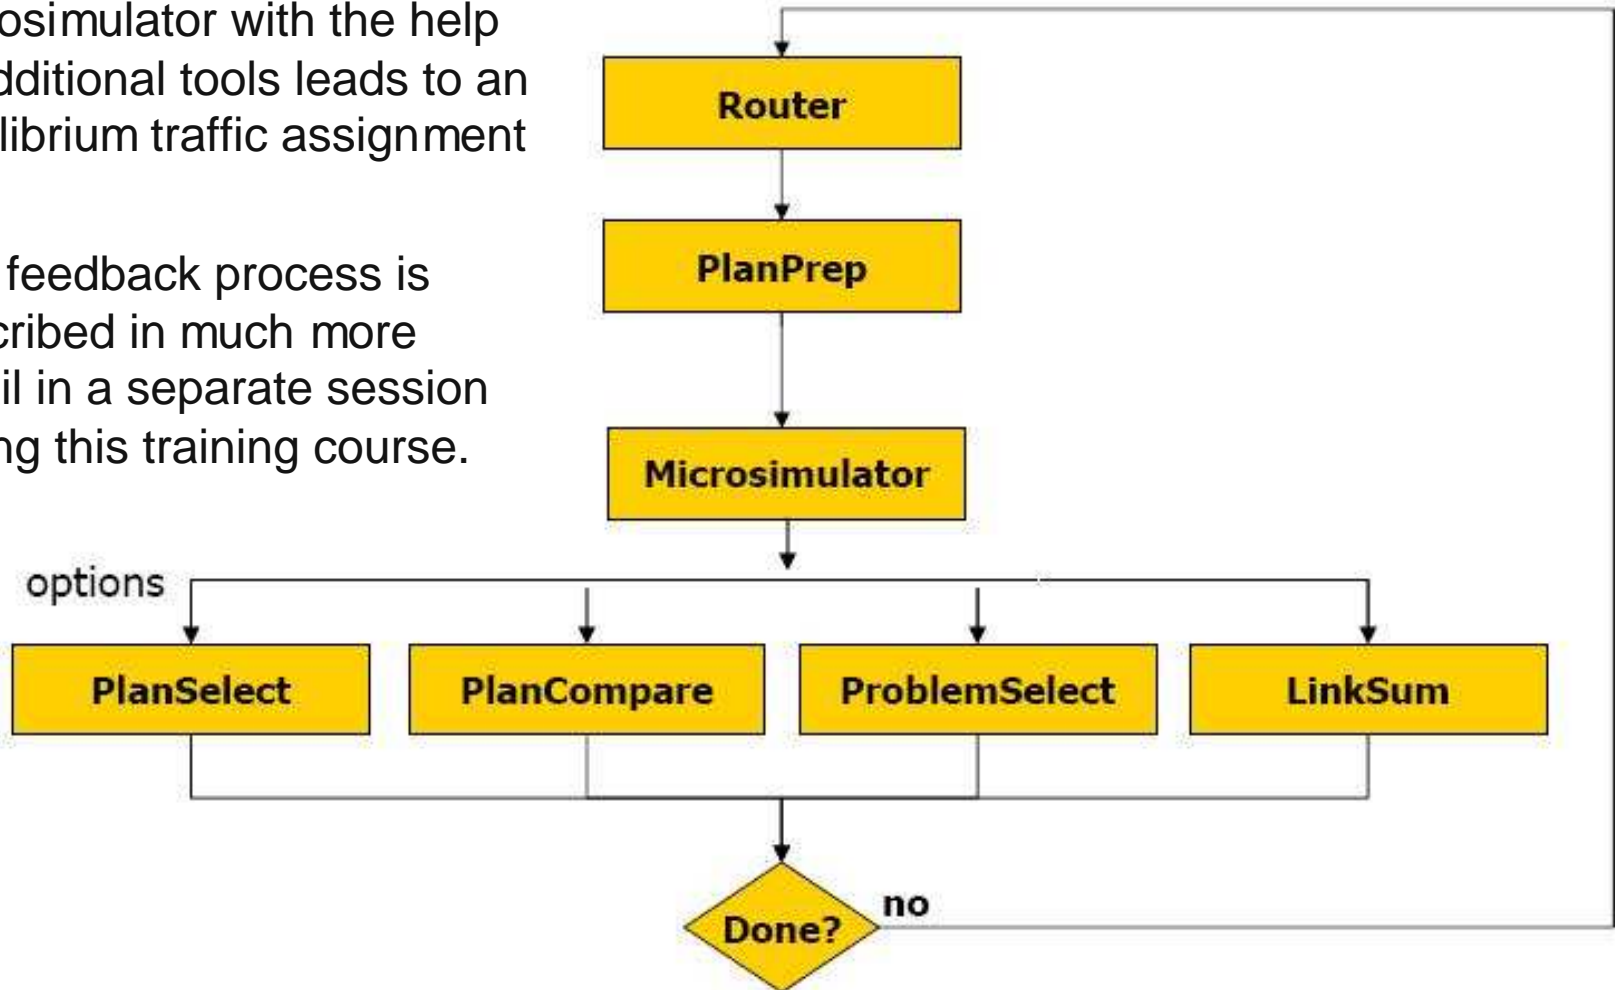 osimulator with the help
dditional tools leads to an
librium traffic assignment
feedback process is
cribed in much more
il in a separate session
ng this training course.
Router
PlanPrep
Microsimulator
options
PlanSelect
PlanCompare
ProblemSelect
LinkSum
Done?
no